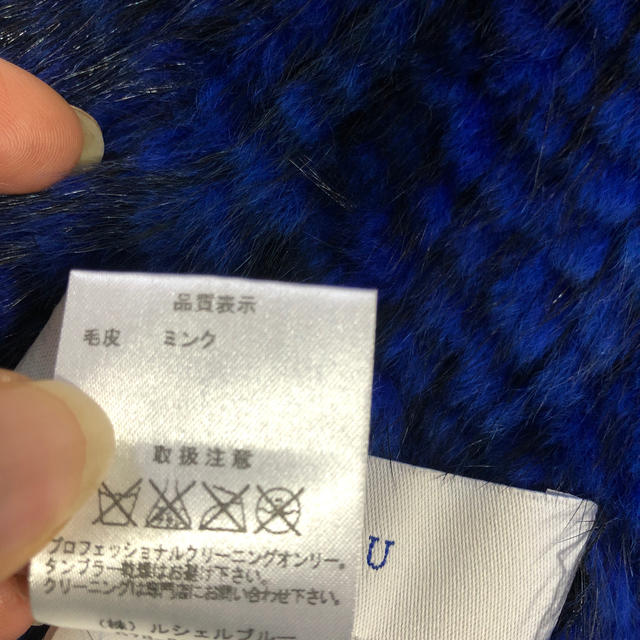 品質表示
毛皮 ミンク
取扱注意
プロフェッショナルクリーニングオンリー。
タンブラー乾燥はお避け下さい。
クリーニングは専門店にお問い合わせ下さい。
(株)ルシェルブルー
U